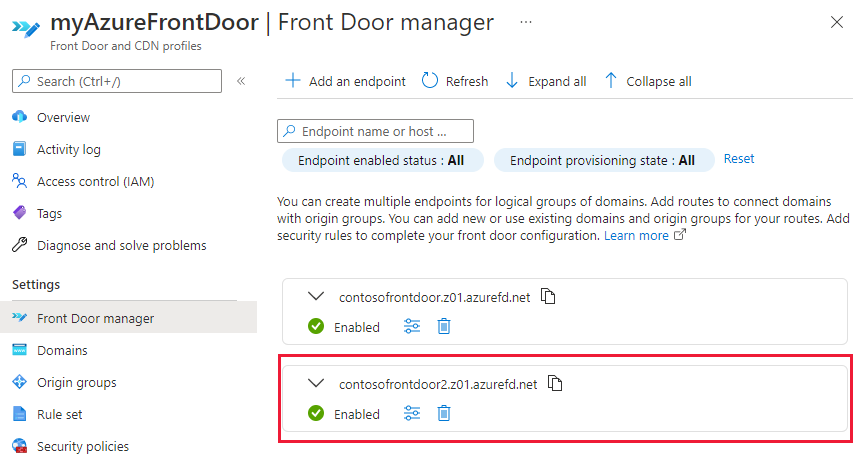 myAzureFrontDoor | Front Door manager ...
Front Door and CDN profiles
Search (Ctrl+/)
Overview
Activity log
Access control (IAM)
Tags
Diagnose and solve problems
Settings
Front Door manager
Domains
Origin groups
Rule set
Security policies
Add an endpoint Refresh Expand all Collapse all
Endpoint name or host ...
Endpoint enabled status : All Endpoint provisioning state : All Reset
You can create multiple endpoints for logical groups of domains. Add routes to connect domains
with origin groups. You can add new or use existing domains and origin groups for your routes. Add
security rules to complete your front door configuration. Learn more
contosofrontdoor.z01.azurefd.net
Enabled
contosofrontdoor2.z01.azurefd.net
Enabled